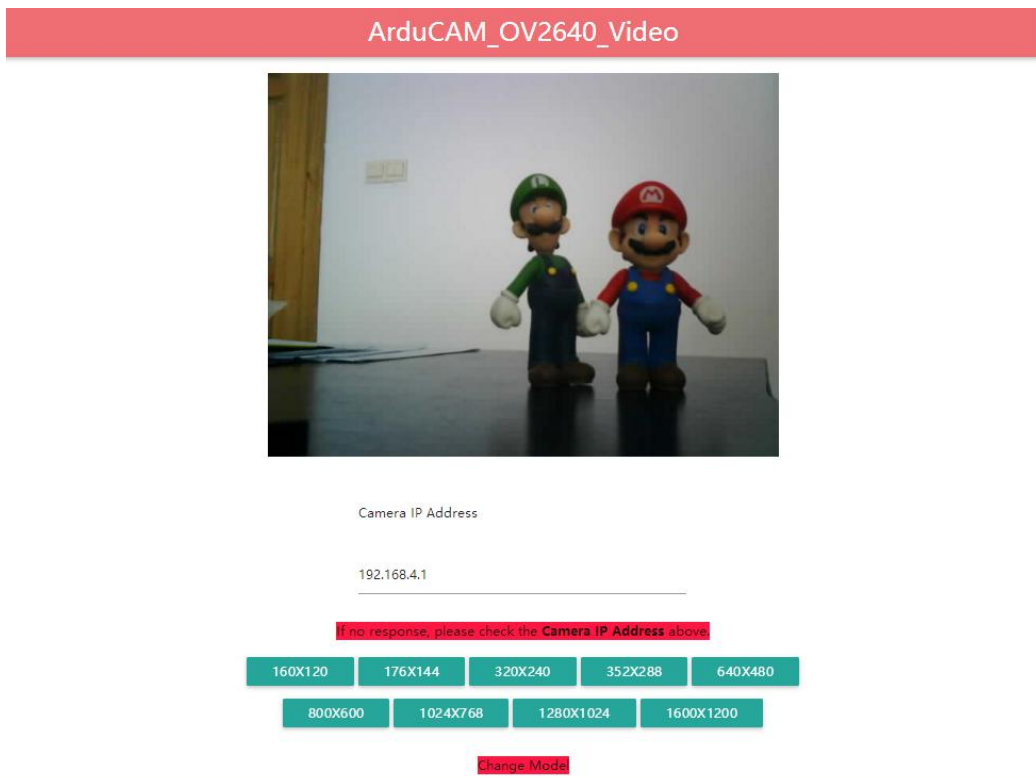 ArduCAM_OV2640_Video
L
M
Camera IP Address
192.168.4.1
If no response, please check the Camera IP Address above.
160X120 176X144 320X240 352X288 640X480
800X600 1024X768 1280X1024 1600X1200
Change Model